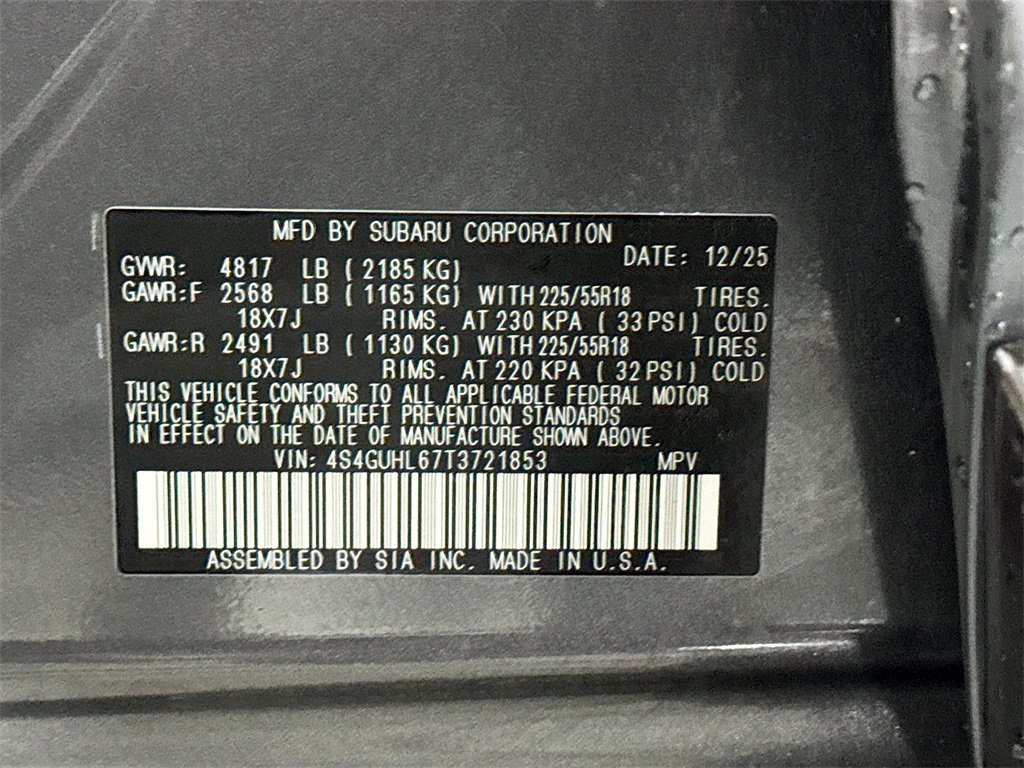 MFD BY SUBARU CORPORATION
DATE: 12/25
GVWR: 4817 LB ( 2185 KG)
GAWR:F 2568 LB ( 1165 KG) WITH 225/55R18 TIRES.
18X7J RIMS. AT 230 KPA ( 33 PSI) COLD
GAWR:R 2491 LB ( 1130 KG) WITH 225/55R18 TIRES.
18X7J RIMS. AT 220 KPA ( 32 PSI) COLD
THIS VEHICLE CONFORMS TO ALL APPLICABLE FEDERAL MOTOR
VEHICLE SAFETY AND THEFT PREVENTION STANDARDS
IN EFFECT ON THE DATE OF MANUFACTURE SHOWN ABOVE.
VIN: 4S4GUHL67T3721853 MPV
ASSEMBLED BY SIA INC. MADE IN U.S.A.